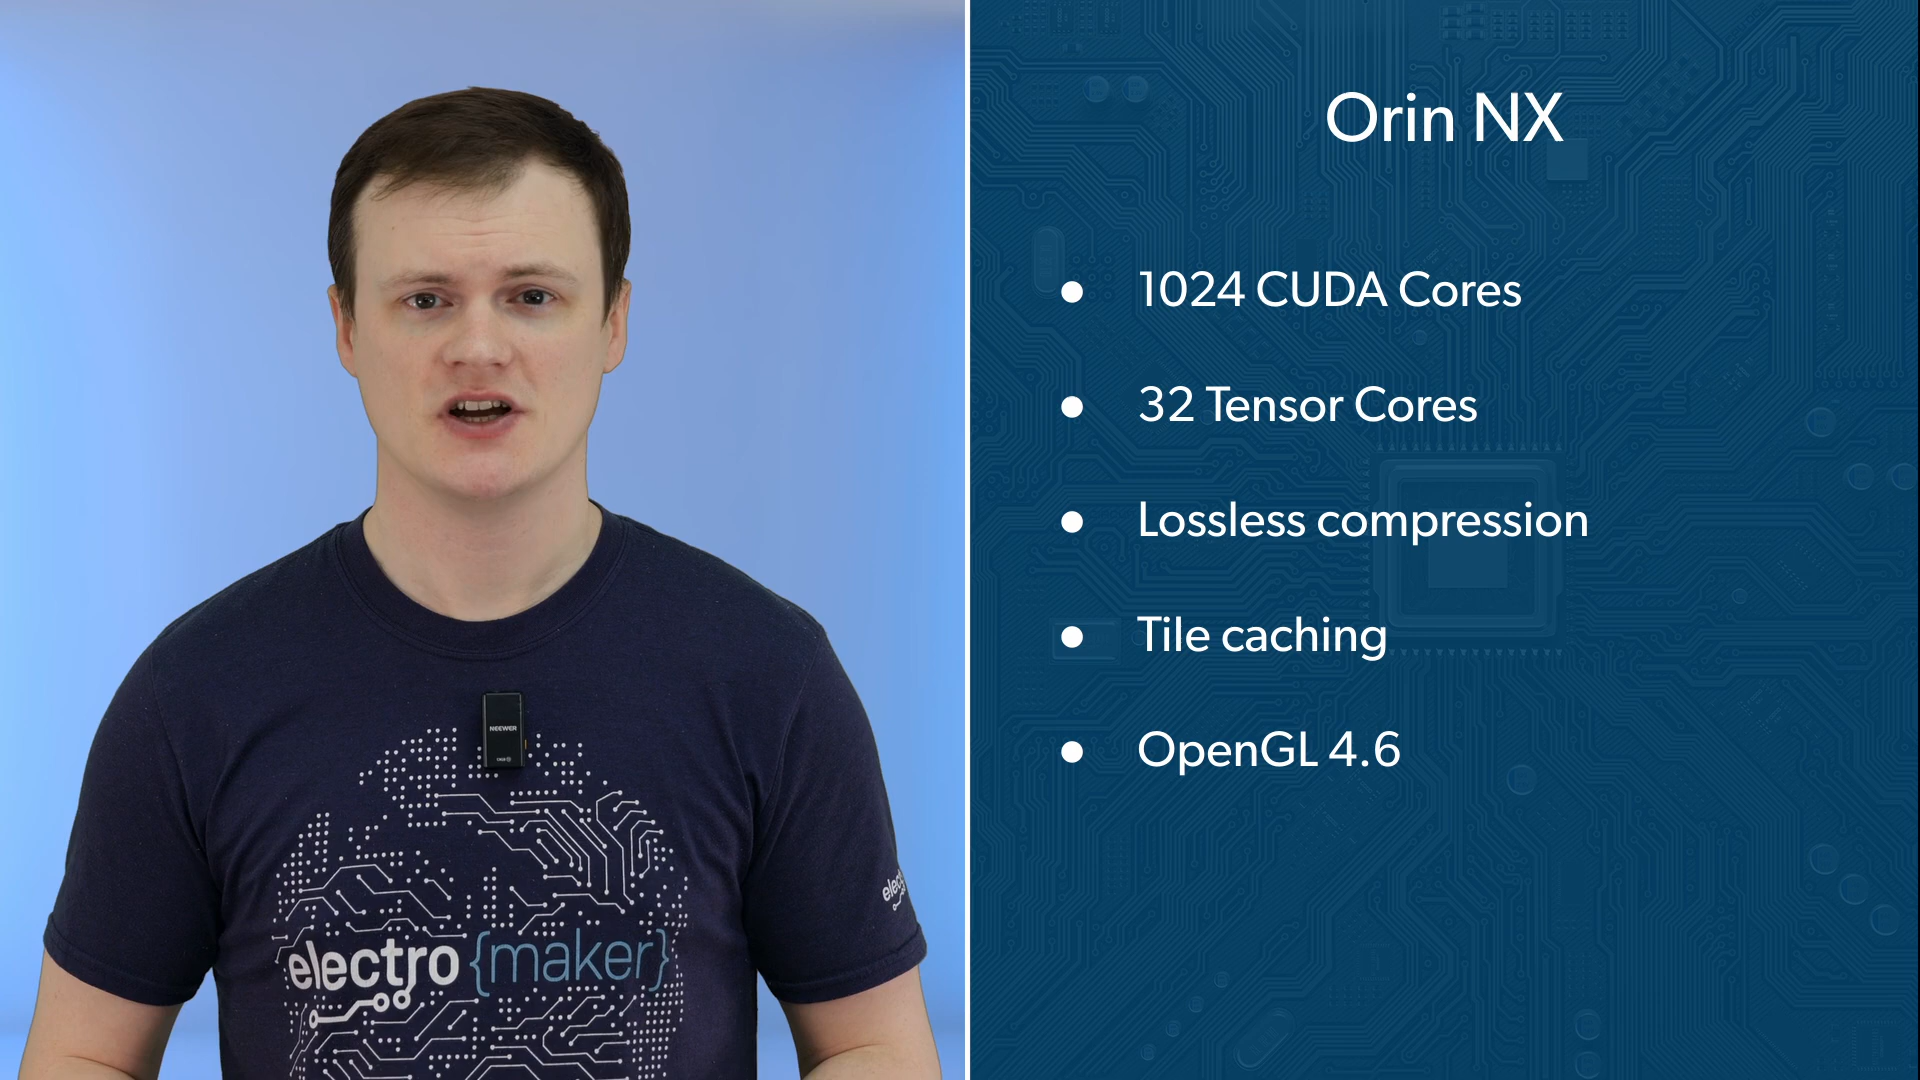 Orin NX
• 1024 CUDA Cores
• 32 Tensor Cores
• Lossless compression
• Tile caching
• OpenGL 4.6
NEEWER
electro {maker}